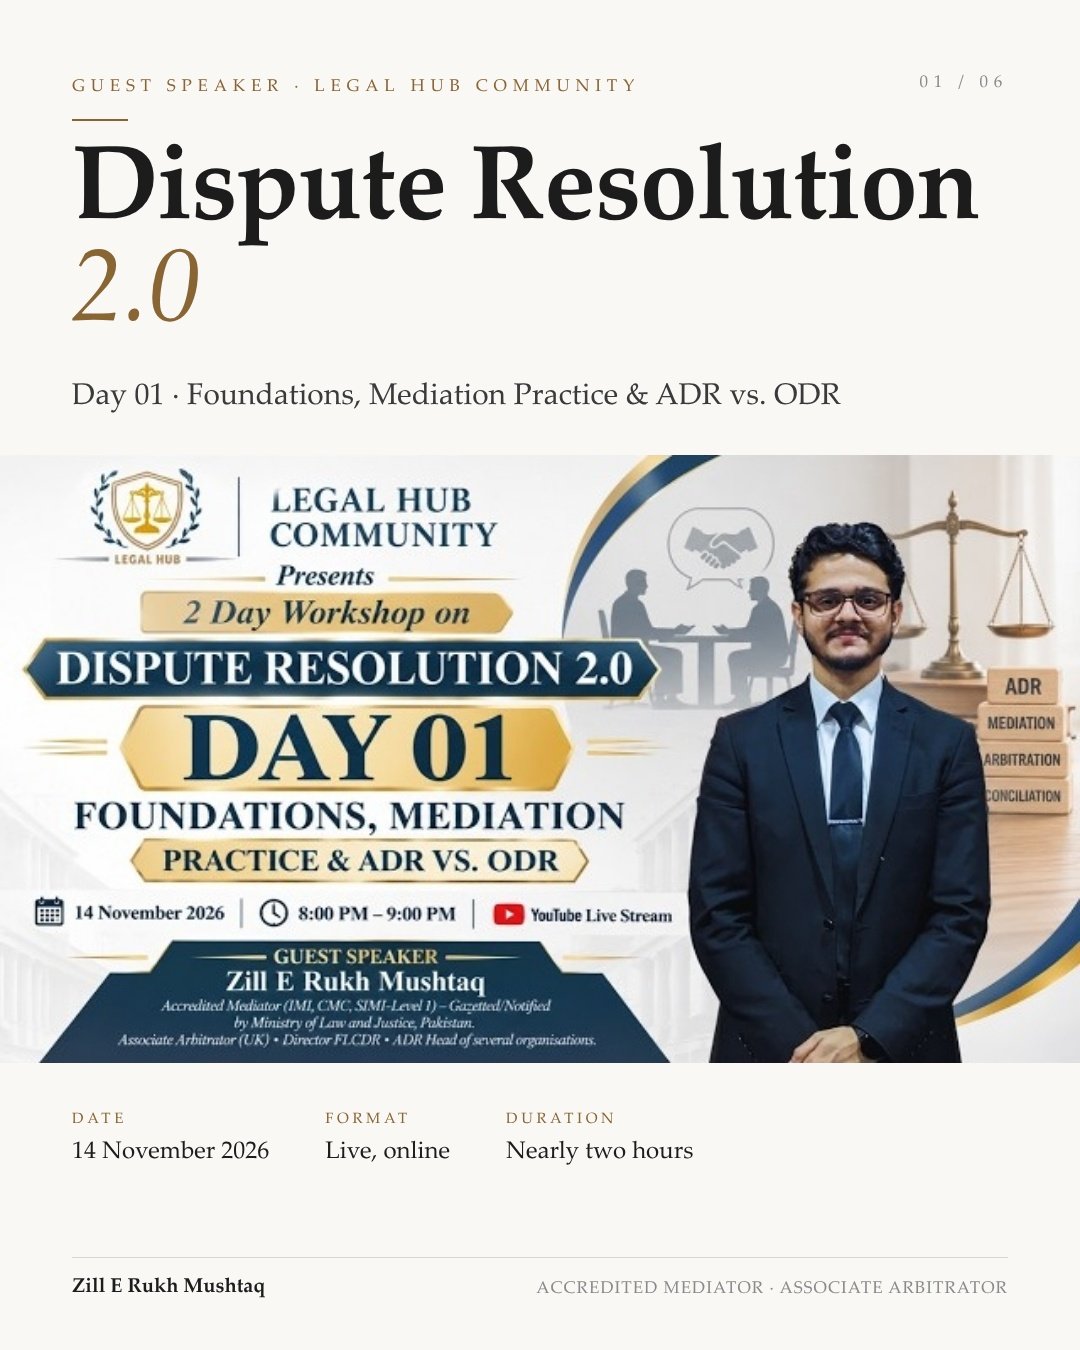 GUEST SPEAKER · LEGAL HUB COMMUNITY
01 / 06
Dispute Resolution
2.0
Day 01 · Foundations, Mediation Practice & ADR vs. ODR
LEGAL HUB
LEGAL HUB
COMMUNITY
Presents
2 Day Workshop on
DISPUTE RESOLUTION 2.0
DAY 01
FOUNDATIONS, MEDIATION
PRACTICE & ADR VS. ODR
14 November 2026
8:00 PM – 9:00 PM
YouTube Live Stream
GUEST SPEAKER
Zill E Rukh Mushtaq
Accredited Mediator (IMI, CMC, SIMI-Level 1) – Gazetted/Notified
by Ministry of Law and Justice, Pakistan.
Associate Arbitrator (UK) • Director FLCDR • ADR Head of several organisations.
ADR
MEDIATION
ARBITRATION
CONCILIATION
DATE
14 November 2026
FORMAT
Live, online
DURATION
Nearly two hours
Zill E Rukh Mushtaq
ACCREDITED MEDIATOR · ASSOCIATE ARBITRATOR